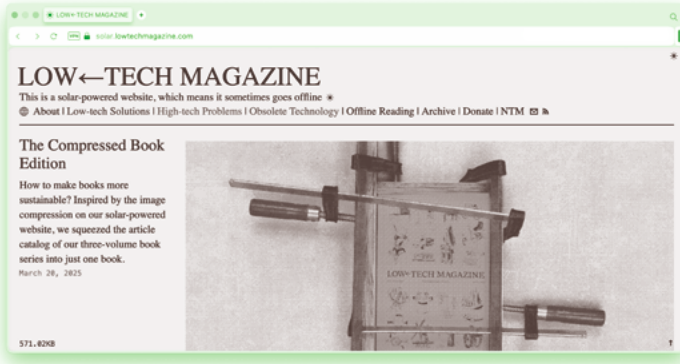 LOW←TECH MAGAZINE
solar.lowtechmagazine.com
LOW←TECH MAGAZINE
This is a solar-powered website, which means it sometimes goes offline ☀
About | Low-tech Solutions | High-tech Problems | Obsolete Technology | Offline Reading | Archive | Donate | NTM
The Compressed Book
Edition
How to make books more
sustainable? Inspired by the image
compression on our solar-powered
website, we squeezed the article
catalog of our three-volume book
series into just one book.
March 20, 2025
LOW←TECH MAGAZINE
571.02KB